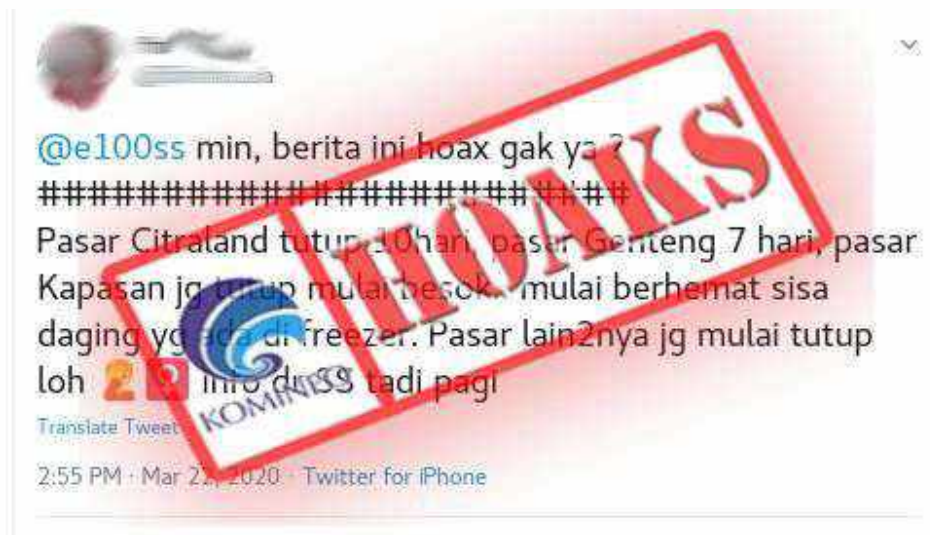 @e100ss min, berita ini hoax gak ya ?
############################
Pasar Citraland tutup 10hari, pasar Genteng 7 hari, pasar
Kapasan jg tutup mulai besok. mulai berhemat sisa
daging yg ada di freezer. Pasar lain2nya jg mulai tutup
loh info dr SS tadi pagi
Translate Tweet
2:55 PM · Mar 22, 2020 · Twitter for iPhone
HOAKS
KOMINFO